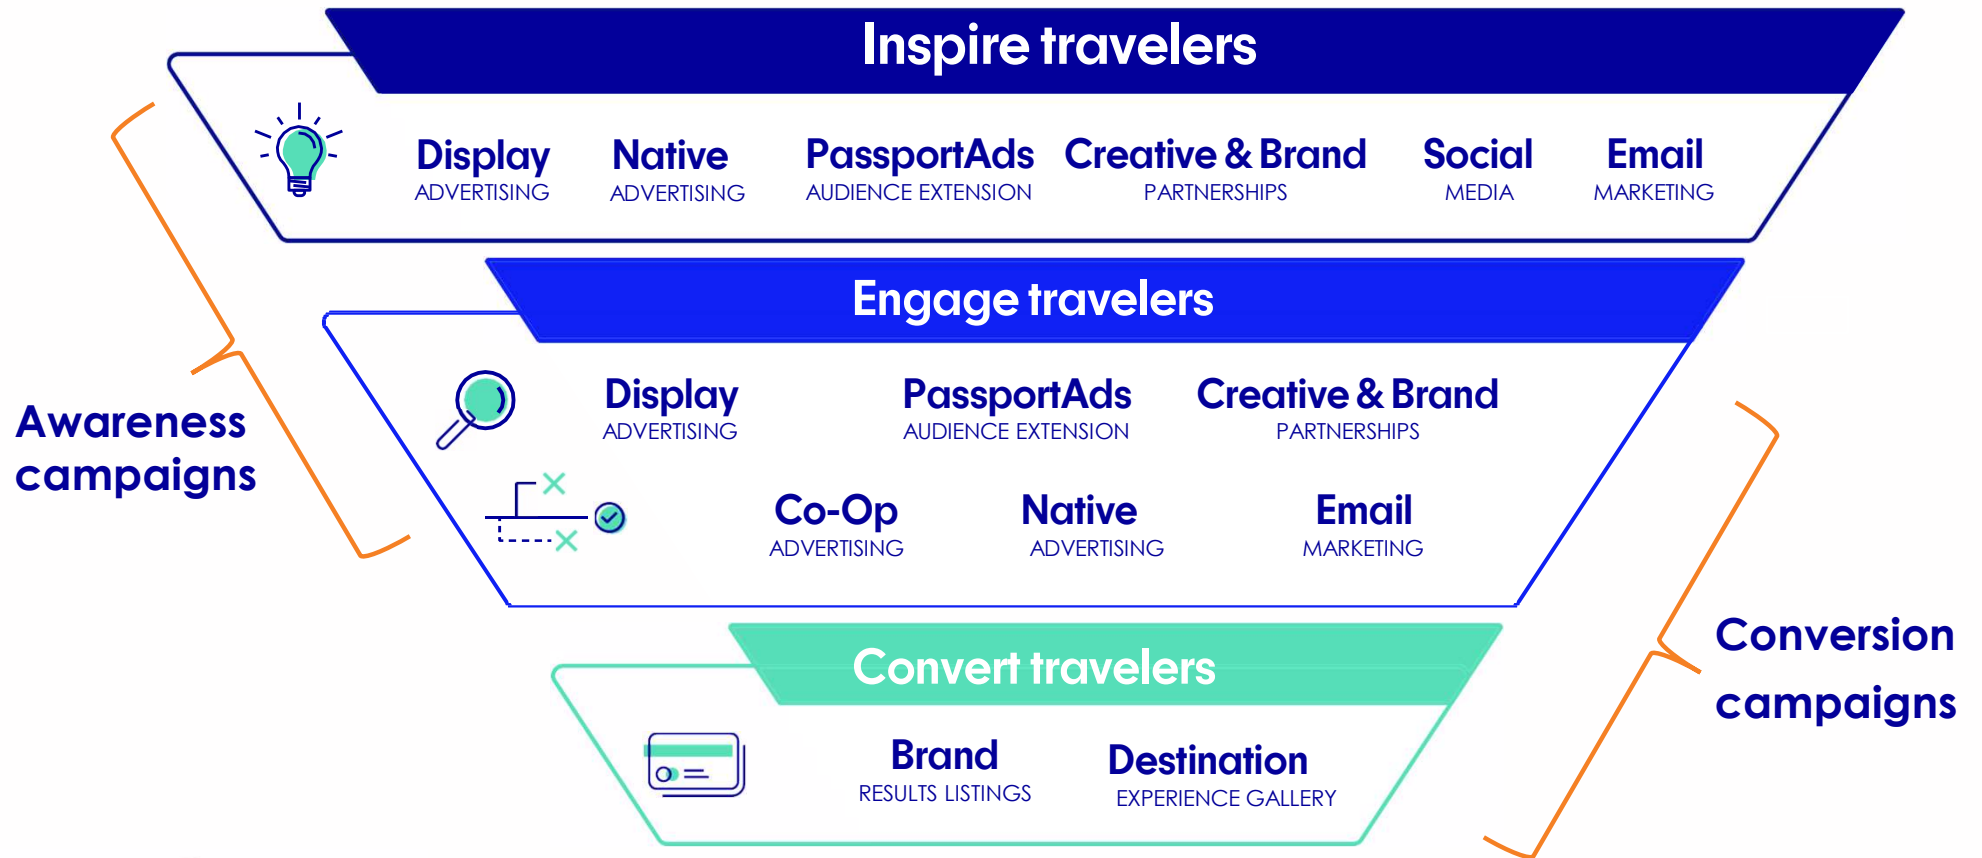 Inspire travelers
Display
ADVERTISING
Native
ADVERTISING
PassportAds
AUDIENCE EXTENSION
Creative & Brand
PARTNERSHIPS
Social
MEDIA
Email
MARKETING
Engage travelers
Display
ADVERTISING
PassportAds
AUDIENCE EXTENSION
Creative & Brand
PARTNERSHIPS
Co-Op
ADVERTISING
Native
ADVERTISING
Email
MARKETING
Convert travelers
Brand
RESULTS LISTINGS
Destination
EXPERIENCE GALLERY
Awareness
campaigns
Conversion
campaigns